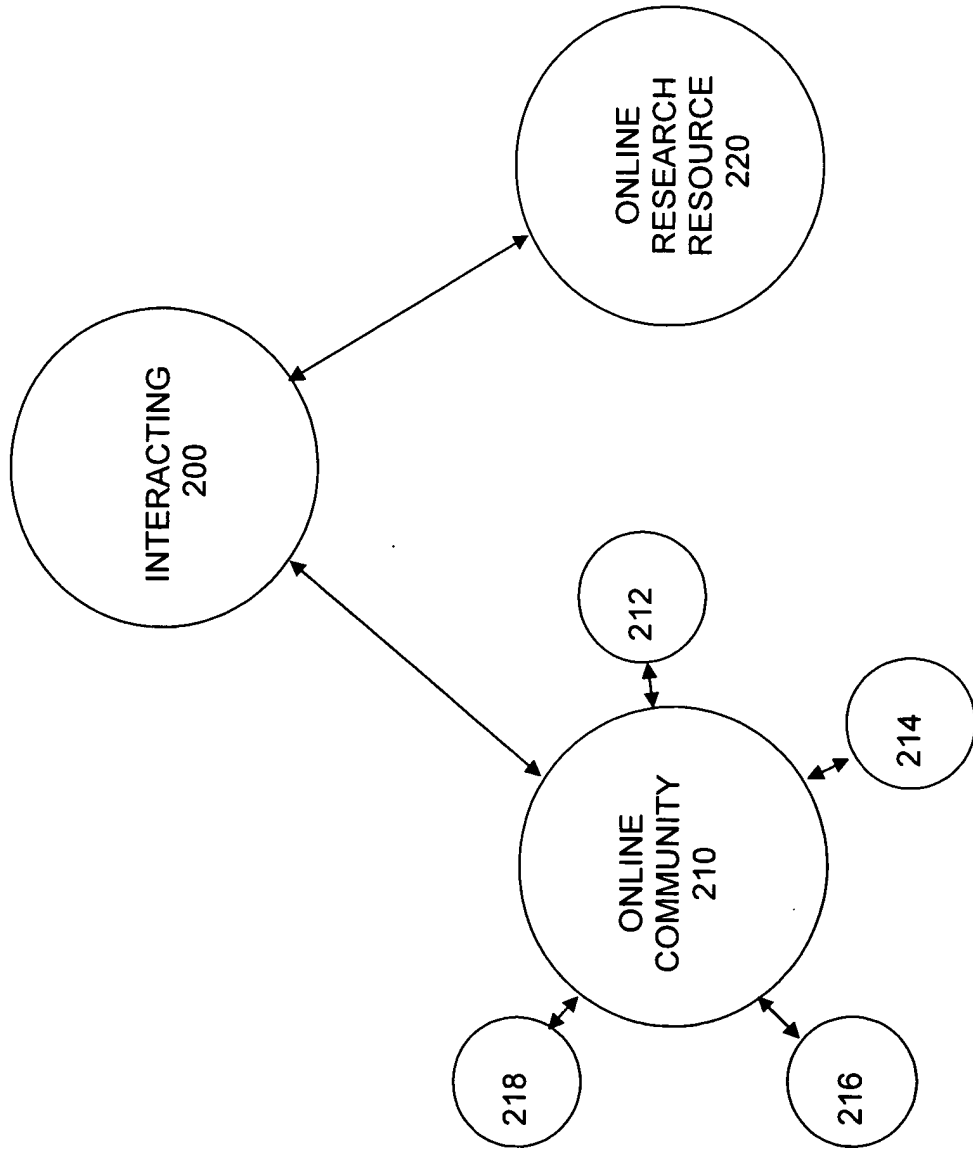 INTERACTING
200
ONLINE
COMMUNITY
210
ONLINE
RESEARCH
RESOURCE
220
218
212
216
214